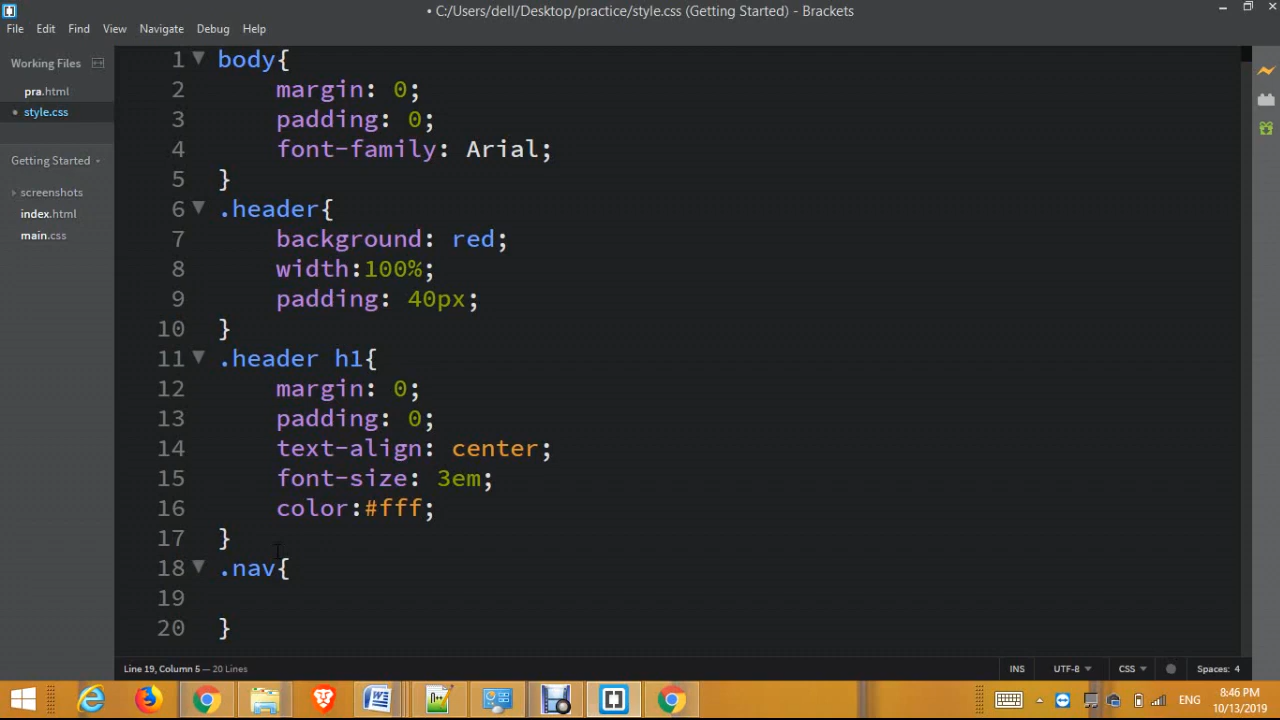 • C:/Users/dell/Desktop/practice/style.css (Getting Started) - Brackets
File Edit Find View Navigate Debug Help
Working Files
pra.html
style.css
Getting Started
screenshots
index.html
main.css
1 body{
2 margin: 0;
3 padding: 0;
4 font-family: Arial;
5 }
6 .header{
7 background: red;
8 width:100%;
9 padding: 40px;
10 }
11 .header h1{
12 margin: 0;
13 padding: 0;
14 text-align: center;
15 font-size: 3em;
16 color:#fff;
17 }
18 .nav{
19
20 }
Line 19, Column 5 — 20 Lines
INS UTF-8 CSS Spaces: 4
ENG
8:46 PM
10/13/2019